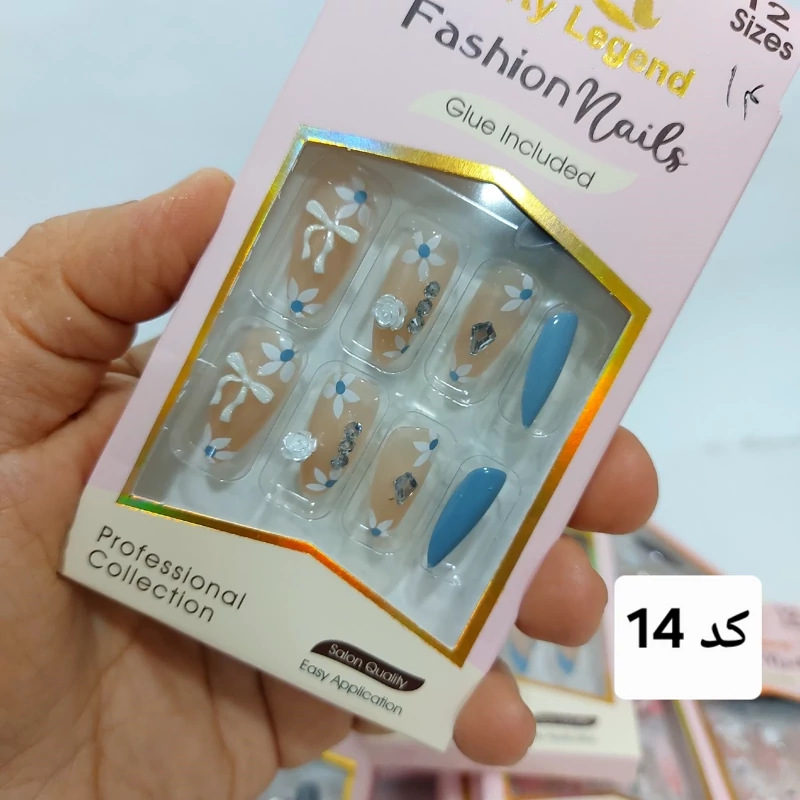 12
Sizes
Legend
۱۴
Fashion Nails
Glue Included
Professional
Collection
Salon Quality
Easy Application
کد 14